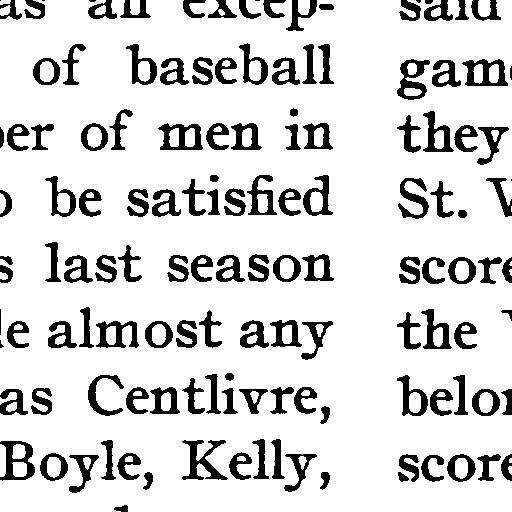 as an excep-
of baseball
er of men in
be satisfied
s last season
le almost any
as Centlivre,
Boyle, Kelly,
said
game
they
St. V
score
the
belon
score